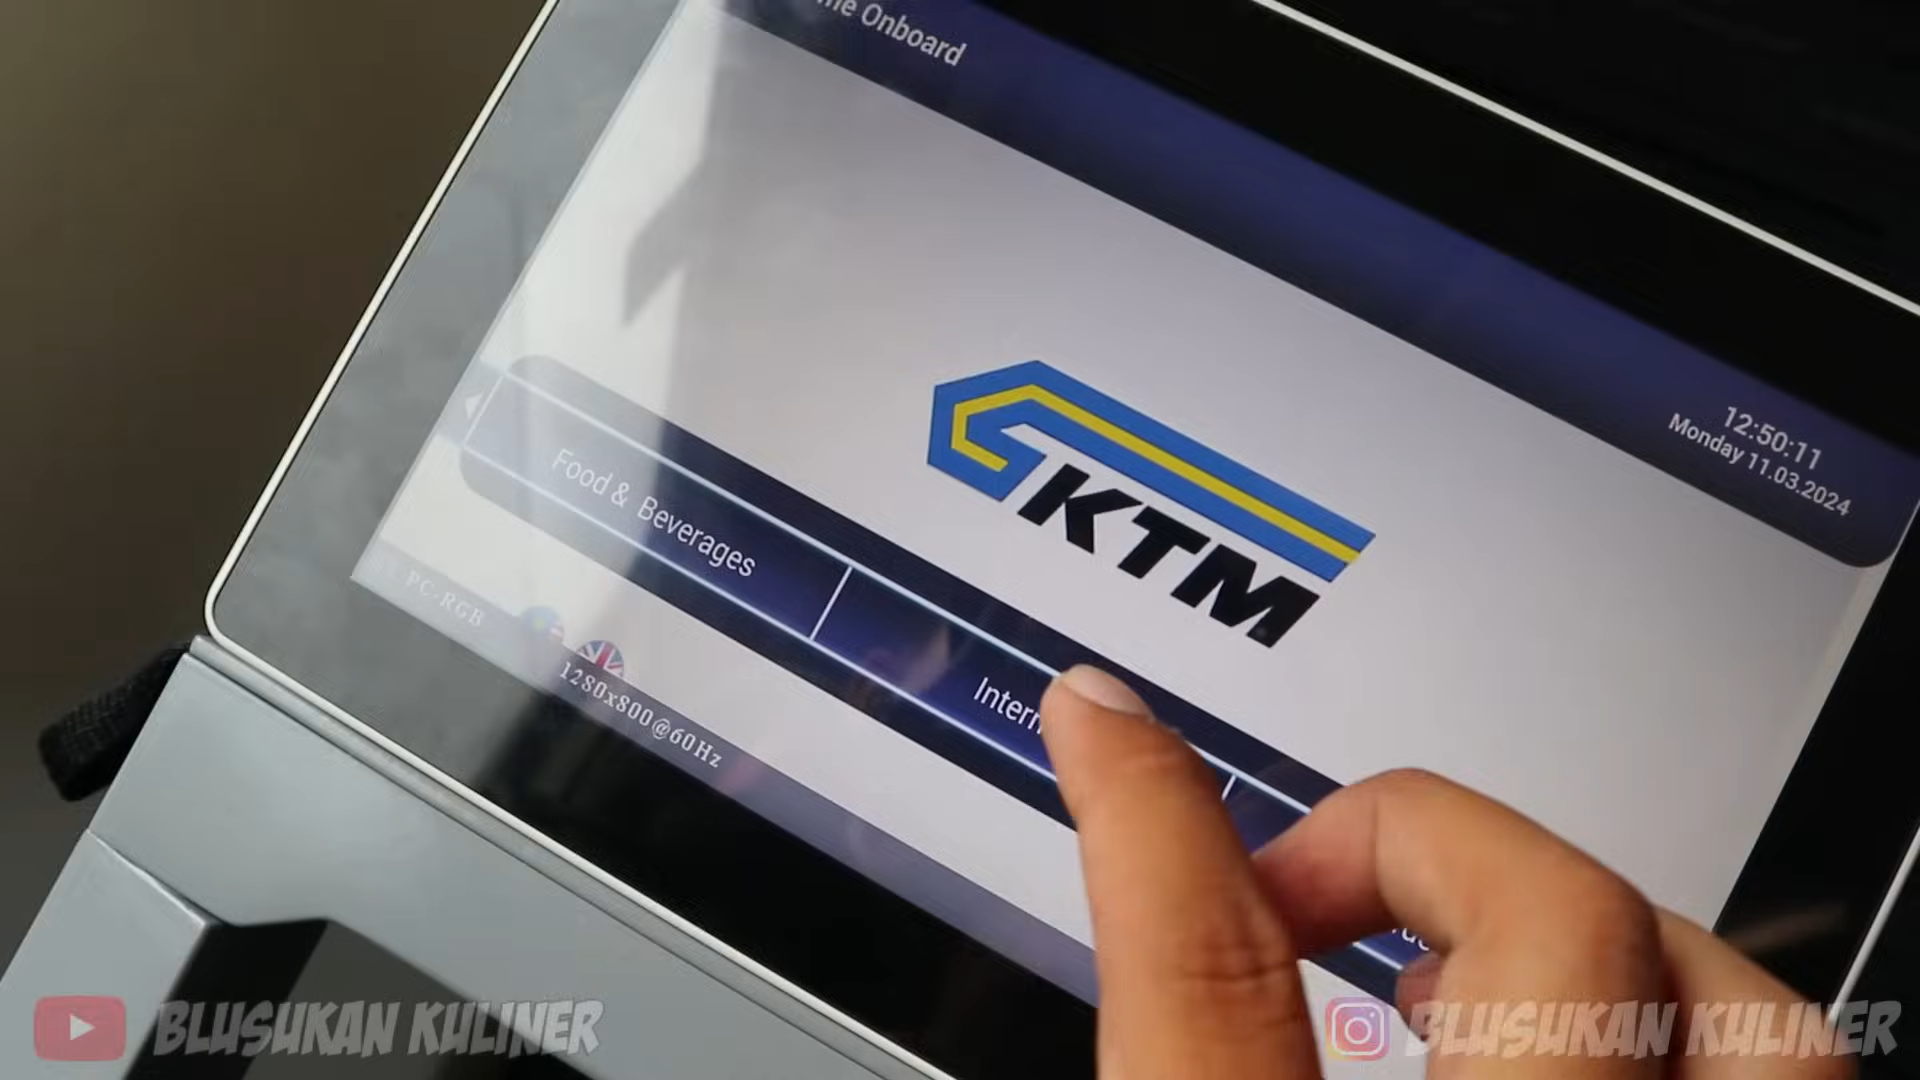 Onboard
12:50:11
Monday 11.03.2024
KTM
Food & Beverages
PC-RGB
1280x800@60Hz
BLUSUKAN KULINER
BLUSUKAN KULINER